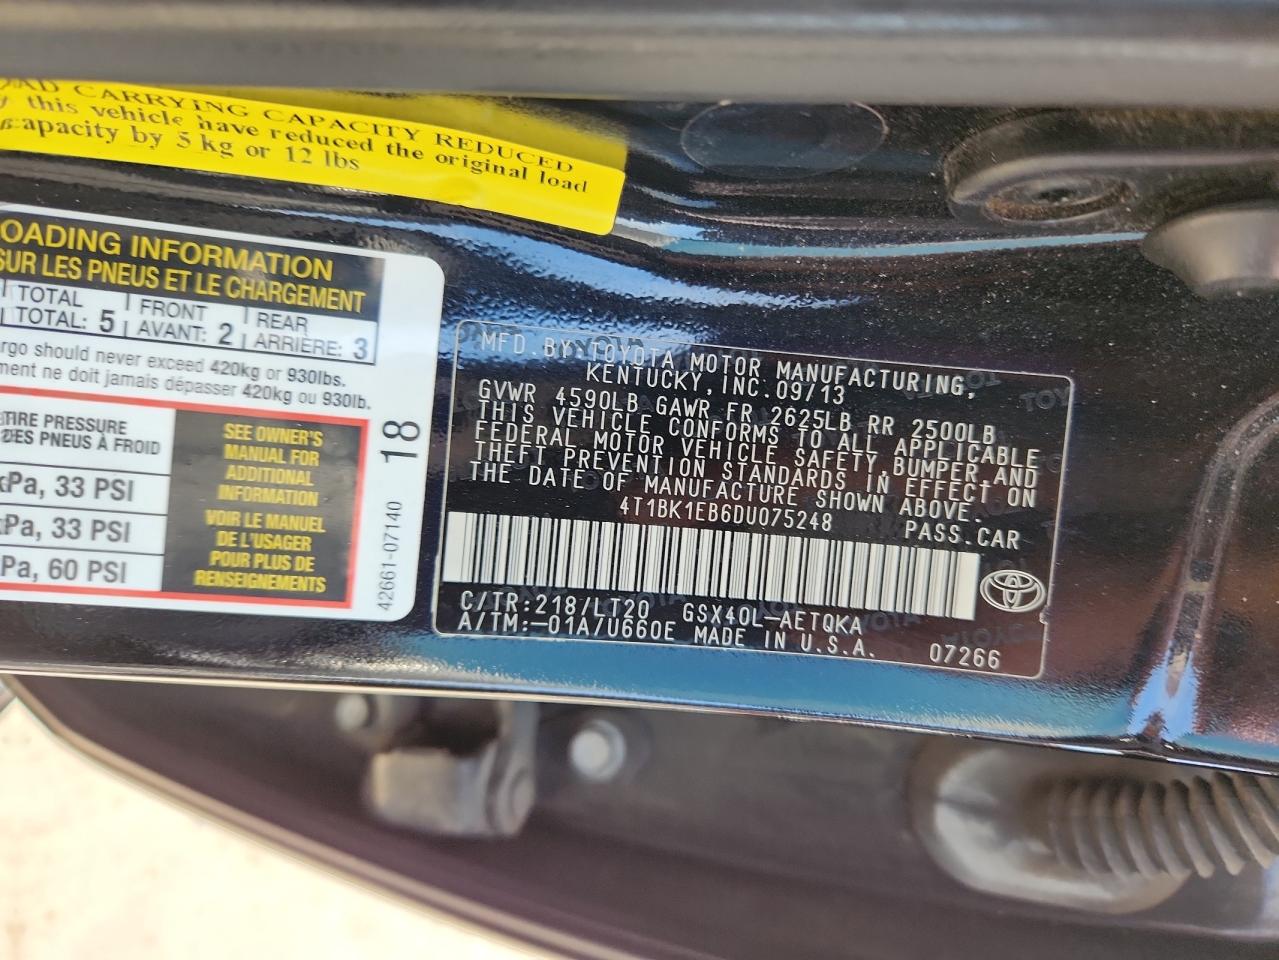 OAD CARRYING CAPACITY REDUCED
this vehicle have reduced the original load
apacity by 5 kg or 12 lbs
OADING INFORMATION
SUR LES PNEUS ET LE CHARGEMENT
TOTAL FRONT REAR
TOTAL: 5 AVANT: 2 ARRIÈRE: 3
rgo should never exceed 420kg or 930lbs.
ment ne doit jamais dépasser 420kg ou 930lb.
TIRE PRESSURE
DES PNEUS À FROID
kPa, 33 PSI
kPa, 33 PSI
Pa, 60 PSI
SEE OWNER'S
MANUAL FOR
ADDITIONAL
INFORMATION
VOIR LE MANUEL
DE L'USAGER
POUR PLUS DE
RENSEIGNEMENTS
18
42661-07140
MFD.BY TOYOTA MOTOR MANUFACTURING,
KENTUCKY,INC.09/13
GVWR 4590LB GAWR FR 2625LB RR 2500LB
THIS VEHICLE CONFORMS TO ALL APPLICABLE
FEDERAL MOTOR VEHICLE SAFETY,BUMPER,AND
THEFT PREVENTION STANDARDS IN EFFECT ON
THE DATE OF MANUFACTURE SHOWN ABOVE.
4T1BK1EB6DU075248 PASS.CAR
C/TR:218/LT20 GSX40L-AETQKA
A/TM:-01A/U660E MADE IN U.S.A. 07266